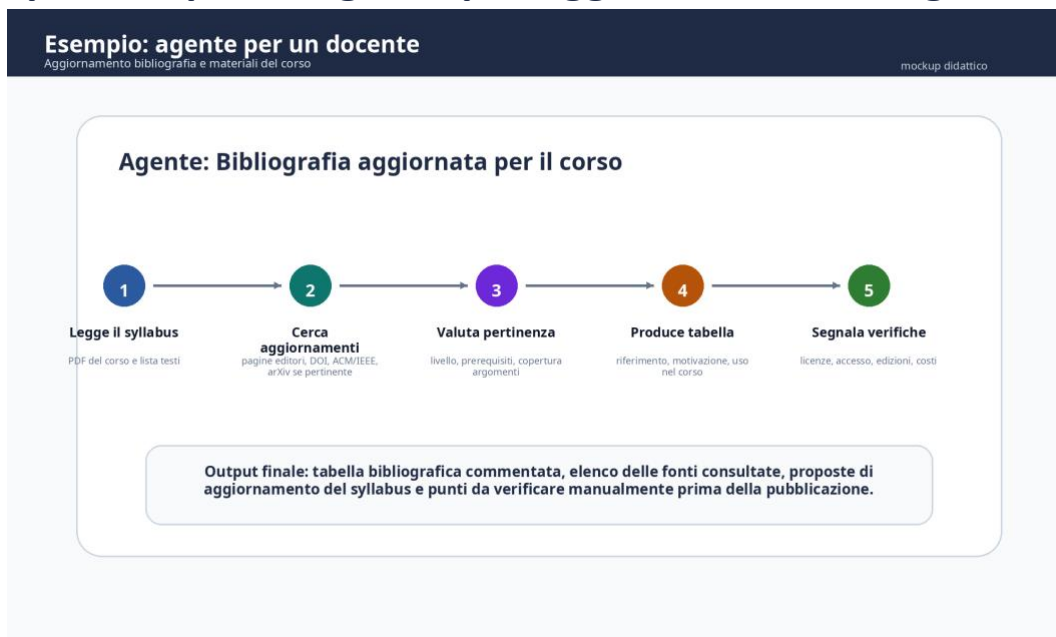 Esempio: agente per un docente
Aggiornamento bibliografia e materiali del corso
mockup didattico
Agente: Bibliografia aggiornata per il corso
1
2
3
4
5
Legge il syllabus
PDF del corso e lista testi
Cerca
aggiornamenti
pagine editori, DOI, ACM/IEEE,
arXiv se pertinente
Valuta pertinenza
livello, prerequisiti, copertura
argomenti
Produce tabella
riferimento, motivazione, uso
nel corso
Segnala verifiche
licenze, accesso, edizioni, costi
Output finale: tabella bibliografica commentata, elenco delle fonti consultate, proposte di
aggiornamento del syllabus e punti da verificare manualmente prima della pubblicazione.